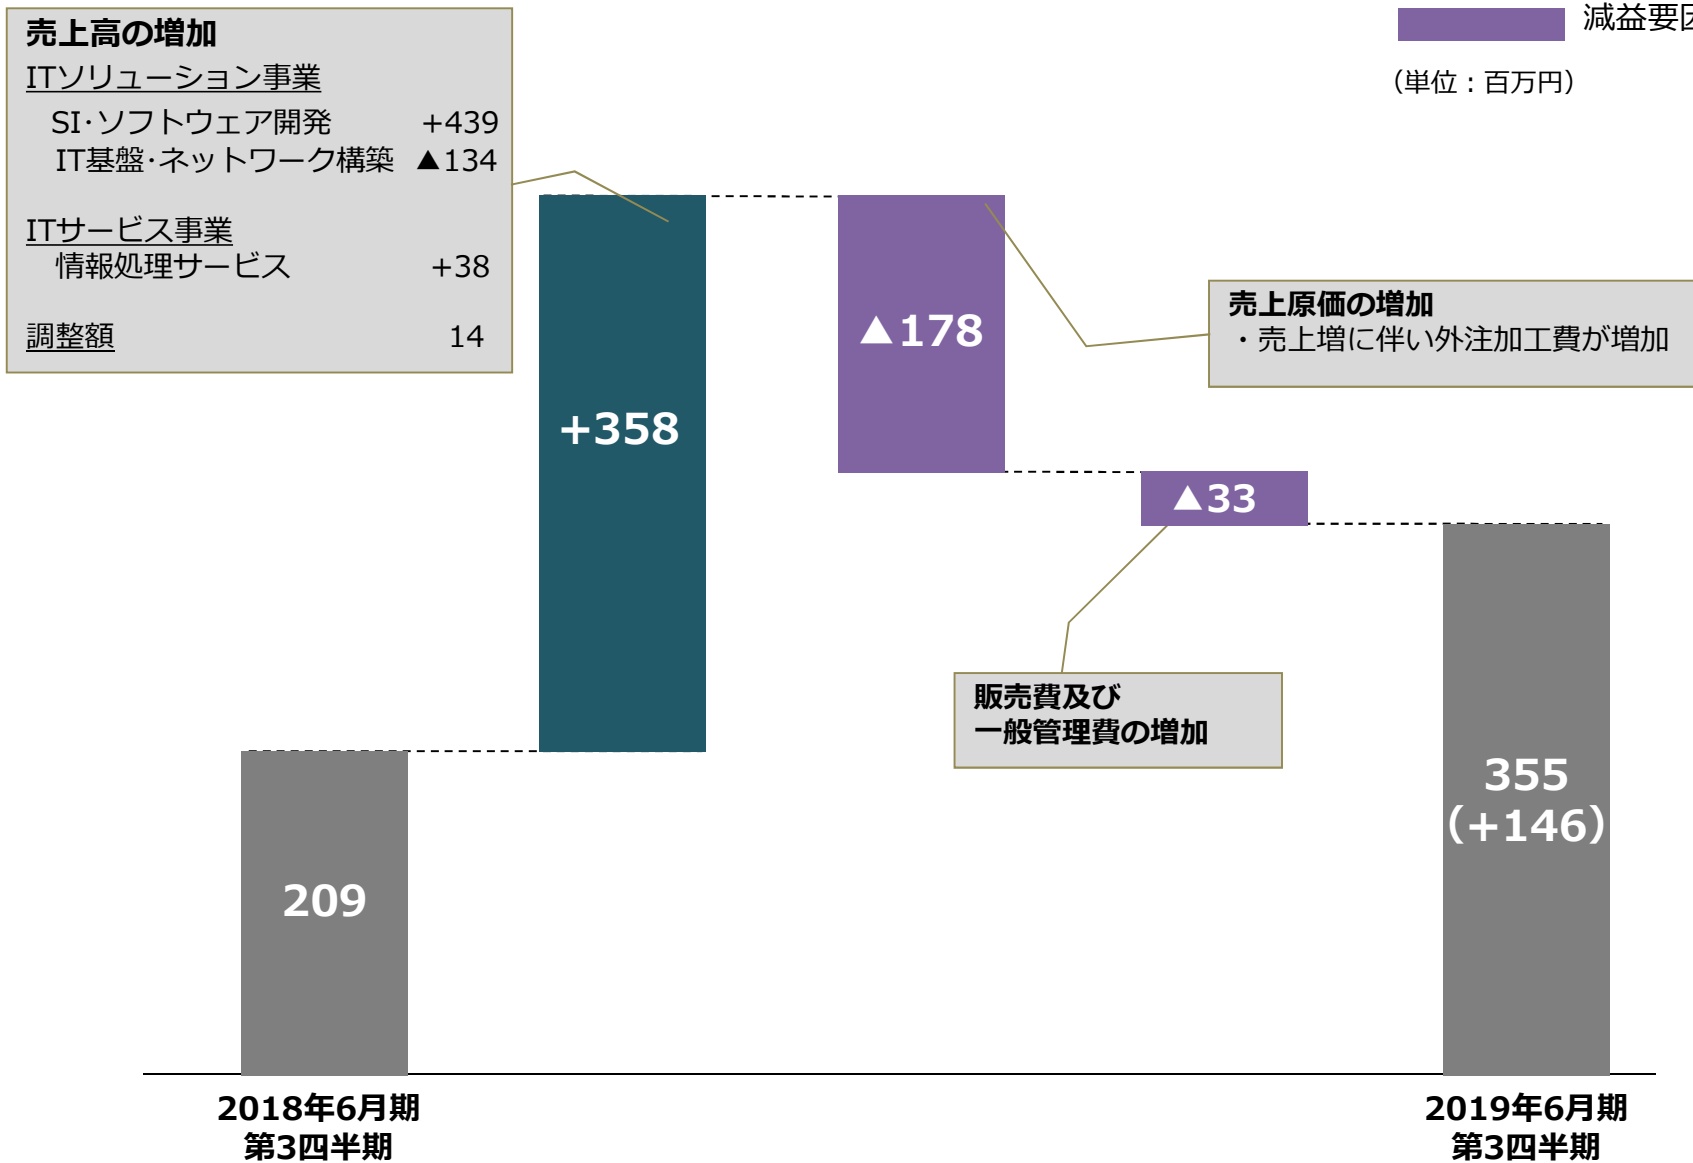 売上高の増加
ITソリューション事業
SI･ソフトウェア開発 +439
IT基盤･ネットワーク構築 ▲134
ITサービス事業
情報処理サービス +38
調整額 14
減益要因
（単位：百万円）
+358
▲178
売上原価の増加
・売上増に伴い外注加工費が増加
▲33
販売費及び
一般管理費の増加
209
355
（+146）
2018年6月期
第3四半期
2019年6月期
第3四半期